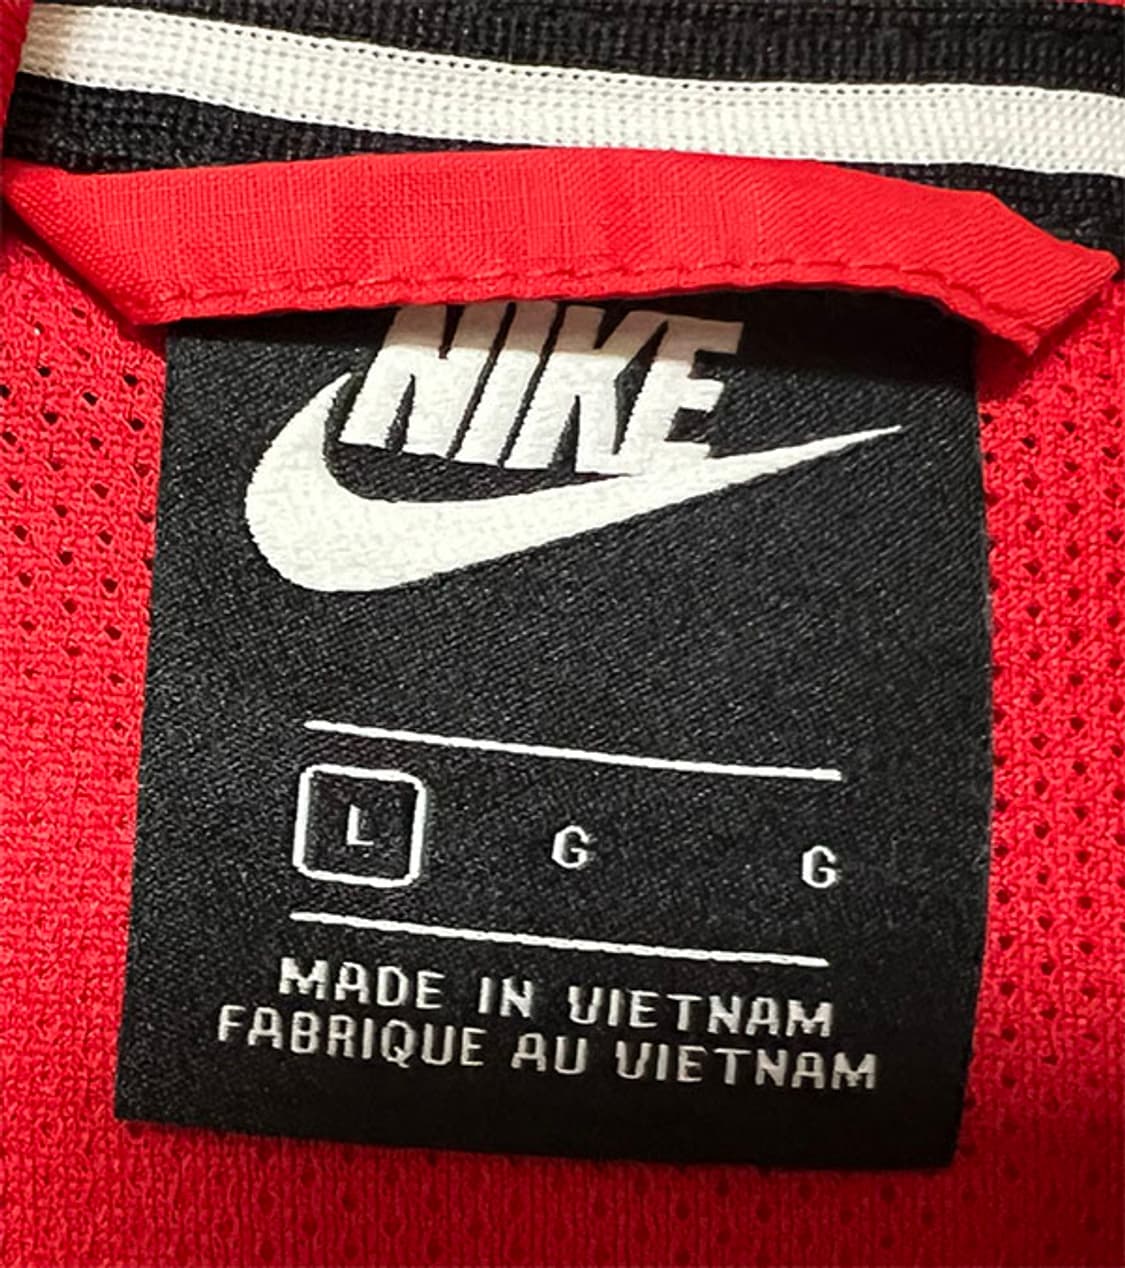 NIKE
L G G
MADE IN VIETNAM
FABRIQUE AU VIETNAM